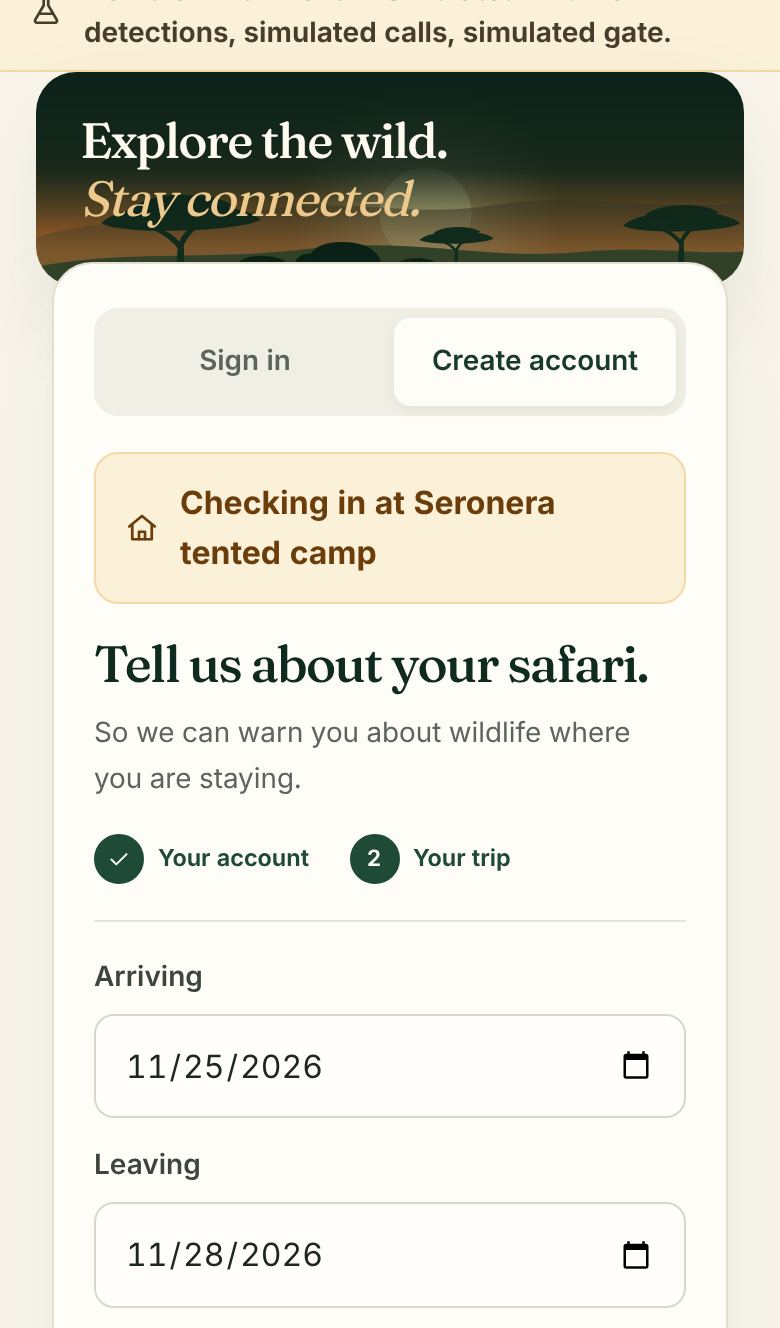 detections, simulated calls, simulated gate.
Explore the wild.
Stay connected.
Sign in
Create account
Checking in at Seronera
tented camp
Tell us about your safari.
So we can warn you about wildlife where
you are staying.
Your account
2 Your trip
Arriving
11/25/2026
Leaving
11/28/2026